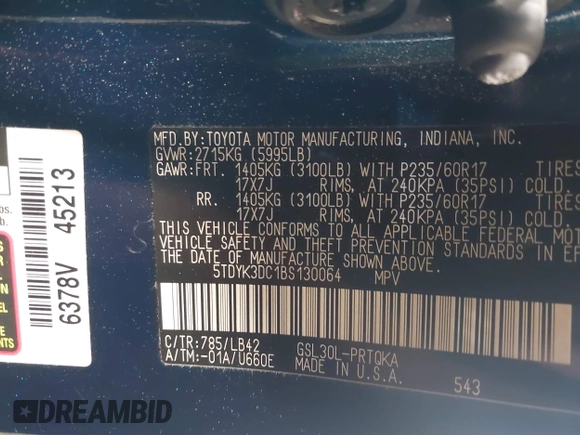 MFD.BY:TOYOTA MOTOR MANUFACTURING, INDIANA, INC.
GVWR:2715KG (5995LB)
GAWR:FRT. 1405KG (3100LB) WITH P235/60R17 TIRES
17X7J RIMS, AT 240KPA (35PSI) COLD.
RR. 1405KG (3100LB) WITH P235/60R17 TIRES
17X7J RIMS, AT 240KPA (35PSI) COLD.
THIS VEHICLE CONFORMS TO ALL APPLICABLE FEDERAL
VEHICLE SAFETY AND THEFT PREVENTION STANDARDS IN
THE DATE OF MANUFACTURE SHOWN ABOVE.
5TDYK3DC1BS130064 MPV
C/TR:785/LB42 GSL30L-PRTQKA
A/TM:-01A/U660E MADE IN U.S.A. 543
6378V 45213
DREAMBID